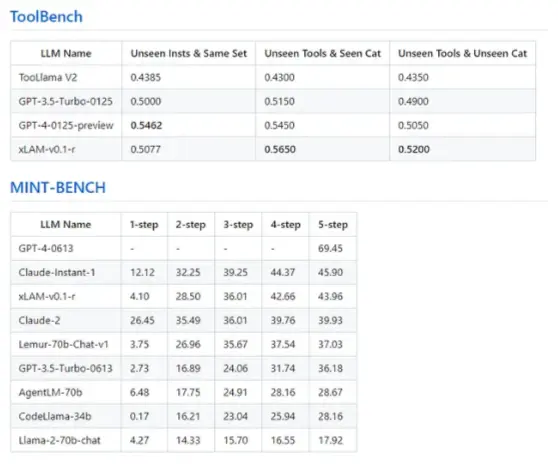 ToolBench
LLM Name Unseen Insts & Same Set Unseen Tools & Seen Cat Unseen Tools & Unseen Cat
TooLlama V2 0.4385 0.4300 0.4350
GPT-3.5-Turbo-0125 0.5000 0.5150 0.4900
GPT-4-0125-preview 0.5462 0.5450 0.5050
xLAM-v0.1-r 0.5077 0.5650 0.5200
MINT-BENCH
LLM Name 1-step 2-step 3-step 4-step 5-step
GPT-4-0613 - - - - 69.45
Claude-Instant-1 12.12 32.25 39.25 44.37 45.90
xLAM-v0.1-r 4.10 28.50 36.01 42.66 43.96
Claude-2 26.45 35.49 36.01 39.76 39.93
Lemur-70b-Chat-v1 3.75 26.96 35.67 37.54 37.03
GPT-3.5-Turbo-0613 2.73 16.89 24.06 31.74 36.18
AgentLM-70b 6.48 17.75 24.91 28.16 28.67
CodeLlama-34b 0.17 16.21 23.04 25.94 28.16
Llama-2-70b-chat 4.27 14.33 15.70 16.55 17.92